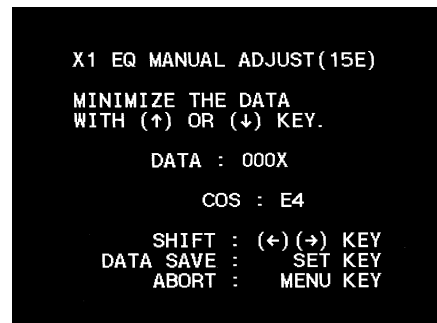 X1 EQ MANUAL ADJUST(15E)
MINIMIZE THE DATA
WITH (↑) OR (↓) KEY.
DATA : 000X
COS : E4
SHIFT : (←)(→) KEY
DATA SAVE : SET KEY
ABORT : MENU KEY